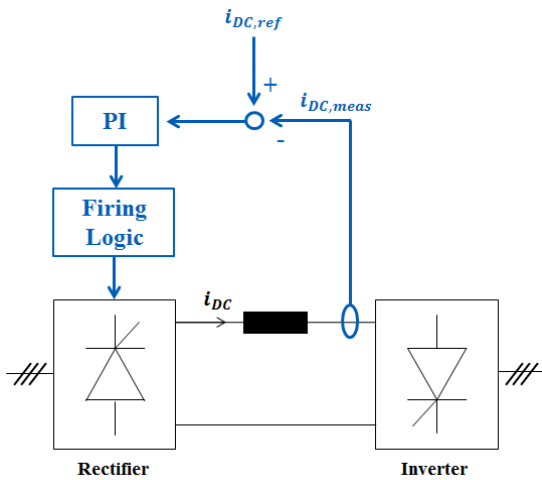 i_DC,ref
+
i_DC,meas
PI
-
Firing
Logic
i_DC
Rectifier
Inverter